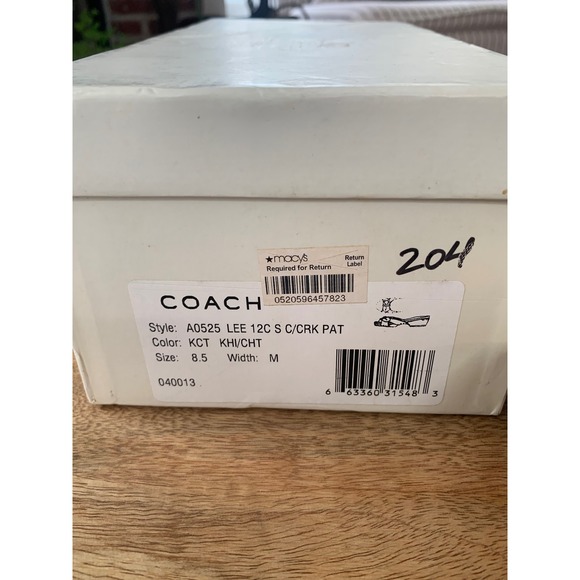 ★macy's Return
Required for Return Label
0520596457823
204
COACH
Style: A0525 LEE 12C S C/CRK PAT
Color: KCT KHI/CHT
Size: 8.5 Width: M
040013
6 63360 31548 3